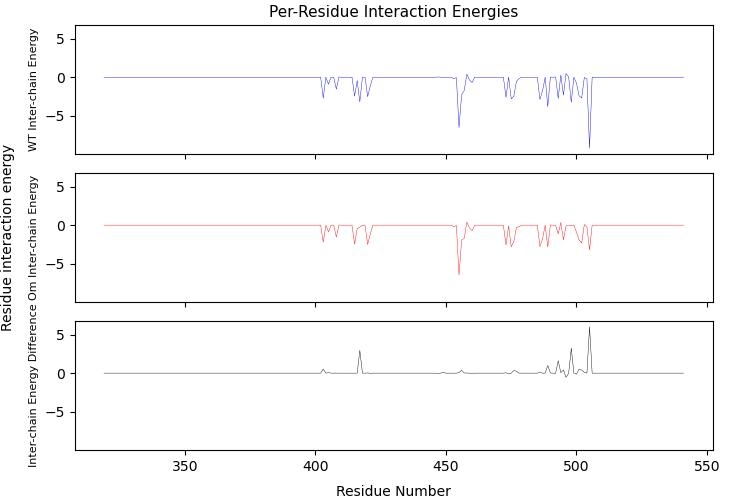 Per-Residue Interaction Energies
Residue interaction energy
WT Inter-chain Energy
5
0
−5
Om Inter-chain Energy
5
0
−5
Inter-chain Energy Difference
5
0
−5
350
400
450
500
550
Residue Number